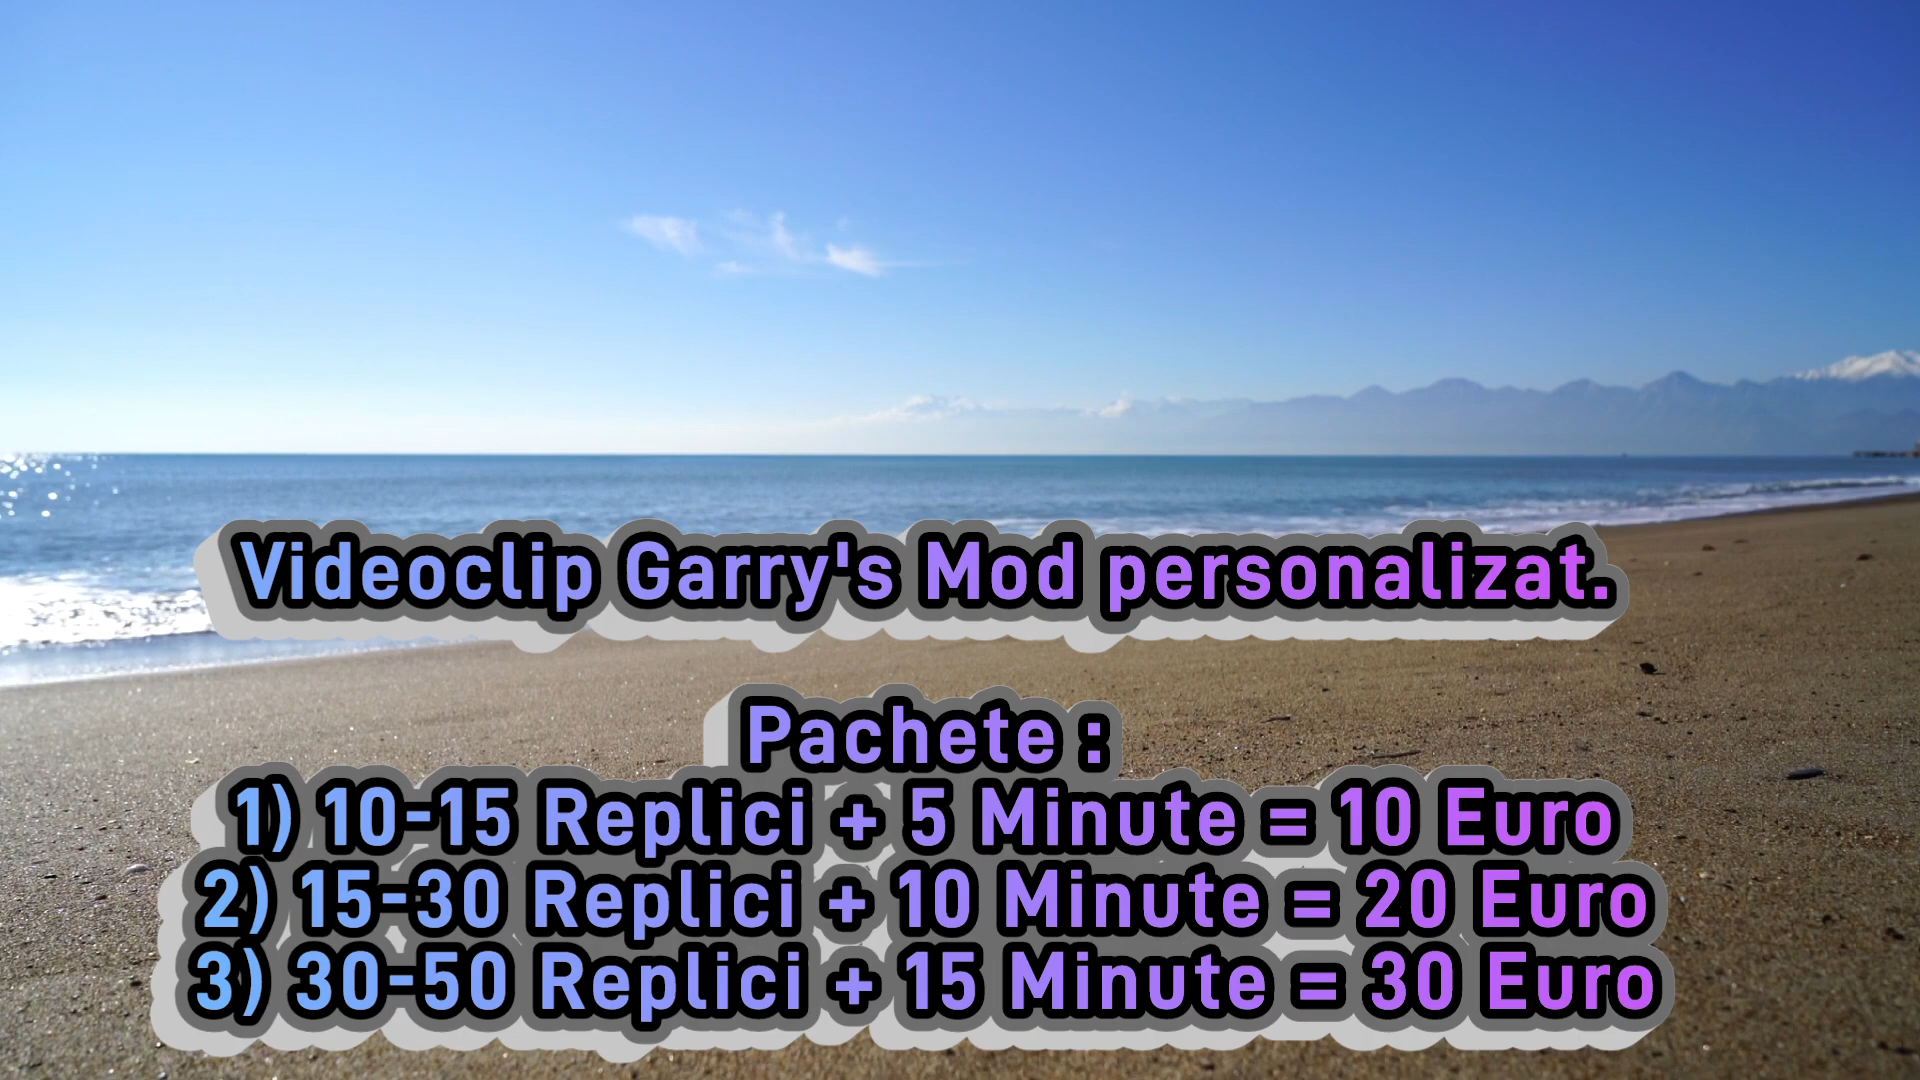 Videoclip Garry's Mod personalizat.
Pachete :
1) 10-15 Replici + 5 Minute = 10 Euro
2) 15-30 Replici + 10 Minute = 20 Euro
3) 30-50 Replici + 15 Minute = 30 Euro